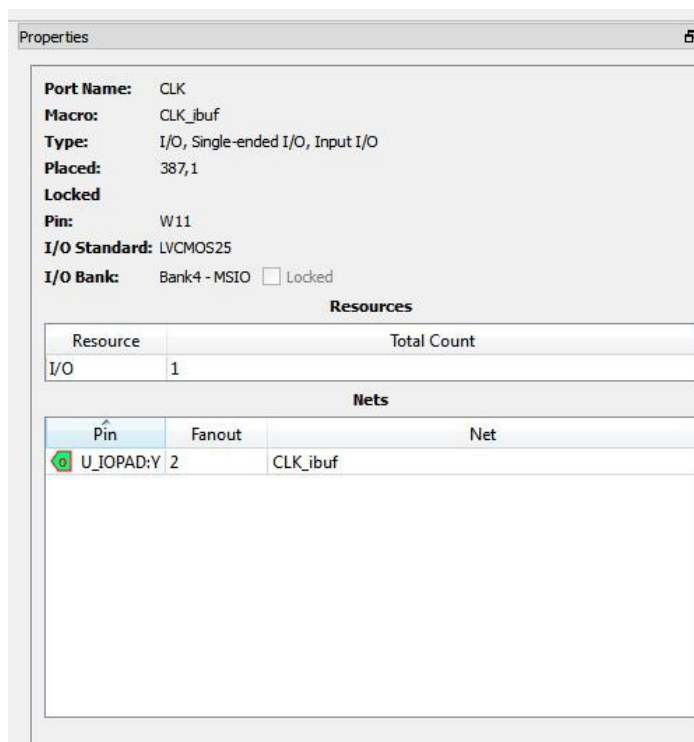 Properties
Port Name: CLK
Macro: CLK_ibuf
Type: I/O, Single-ended I/O, Input I/O
Placed: 387,1
Locked
Pin: W11
I/O Standard: LVCMOS25
I/O Bank: Bank4 - MSIO Locked
Resources
Resource Total Count
I/O 1
Nets
Pin Fanout Net
O U_IOPAD:Y 2 CLK_ibuf